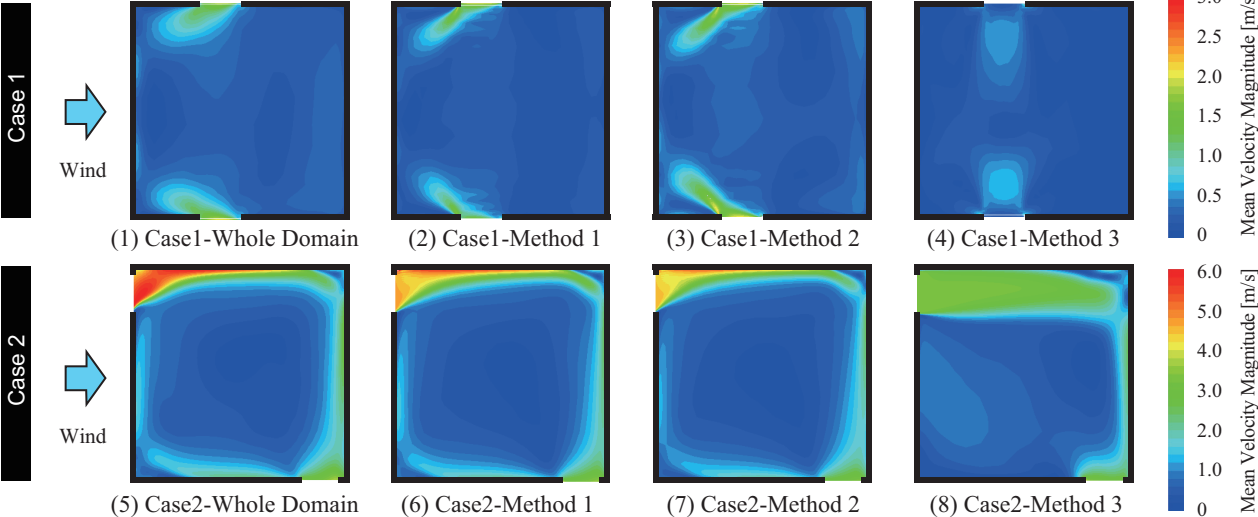 Case 1
Wind
(1) Case1-Whole Domain
(2) Case1-Method 1
(3) Case1-Method 2
(4) Case1-Method 3
2.5
2.0
1.5
1.0
0.5
0
Mean Velocity Magnitude [m/s]
Case 2
Wind
(5) Case2-Whole Domain
(6) Case2-Method 1
(7) Case2-Method 2
(8) Case2-Method 3
6.0
5.0
4.0
3.0
2.0
1.0
0
Mean Velocity Magnitude [m/s]